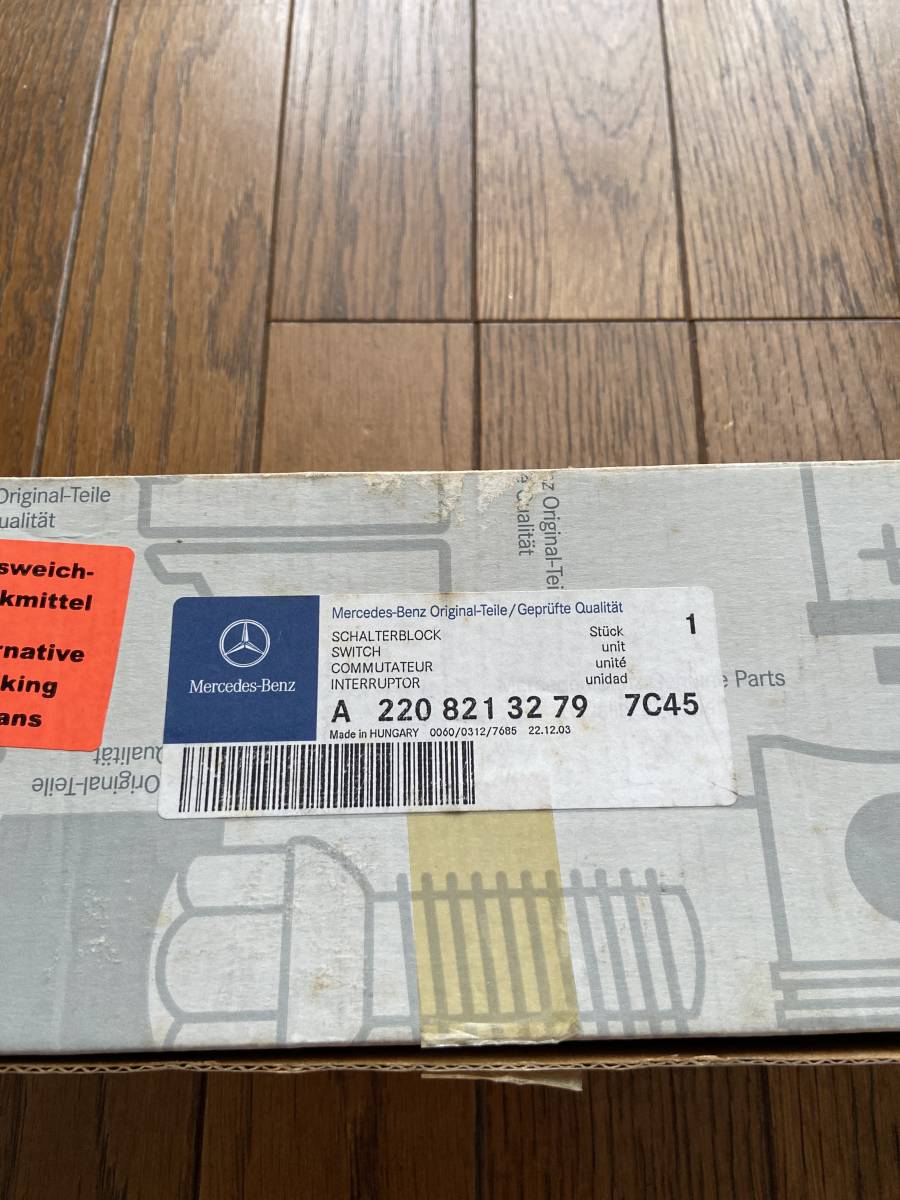 Original-Teile
ualität
z Original-Tei
Qualität
sweich-
kmittel
rnative
king
ans
Mercedes-Benz
Mercedes-Benz Original-Teile/Geprüfte Qualität
SCHALTERBLOCK Stück 1
SWITCH unit
COMMUTATEUR unité
INTERRUPTOR unidad
A 220 821 32 79 7C45
Made in HUNGARY 0060/0312/7685 22.12.03
e Parts
Qualität
Original-Teile